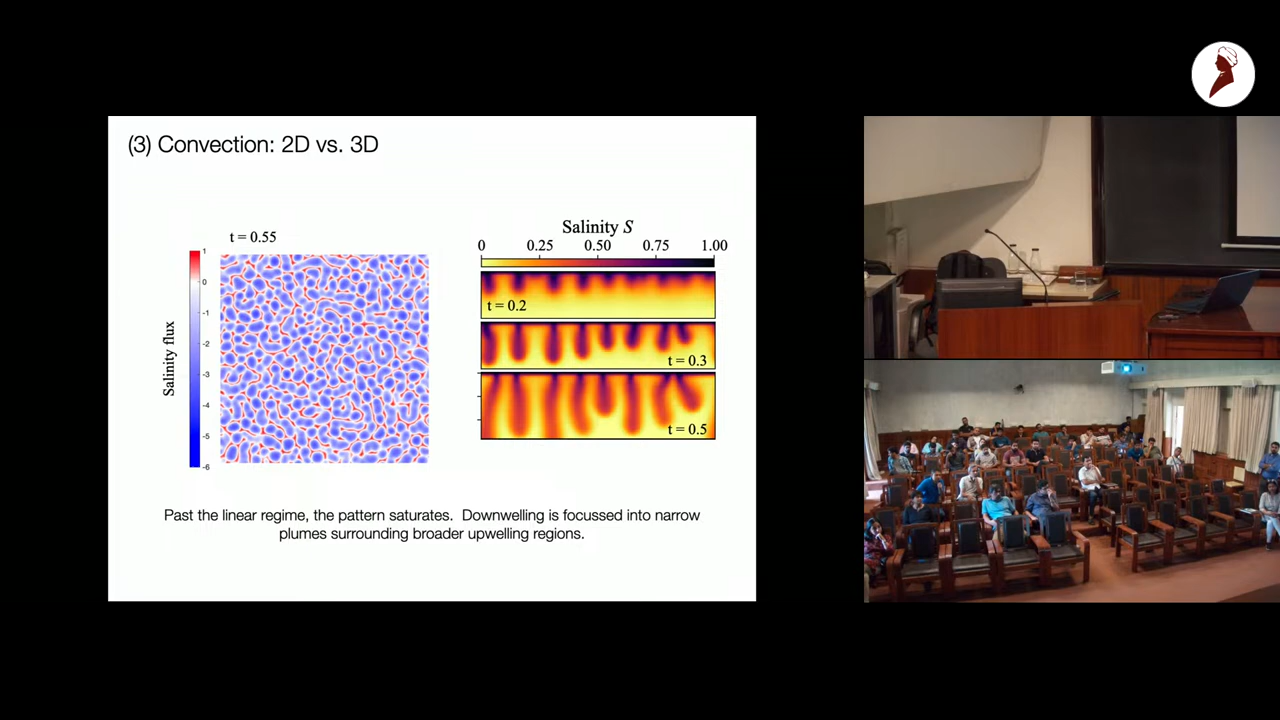 (3) Convection: 2D vs. 3D
t = 0.55
Salinity flux
1
0
-1
-2
-3
-4
-5
-6
Salinity S
0 0.25 0.50 0.75 1.00
t = 0.2
t = 0.3
t = 0.5
Past the linear regime, the pattern saturates. Downwelling is focussed into narrow
plumes surrounding broader upwelling regions.